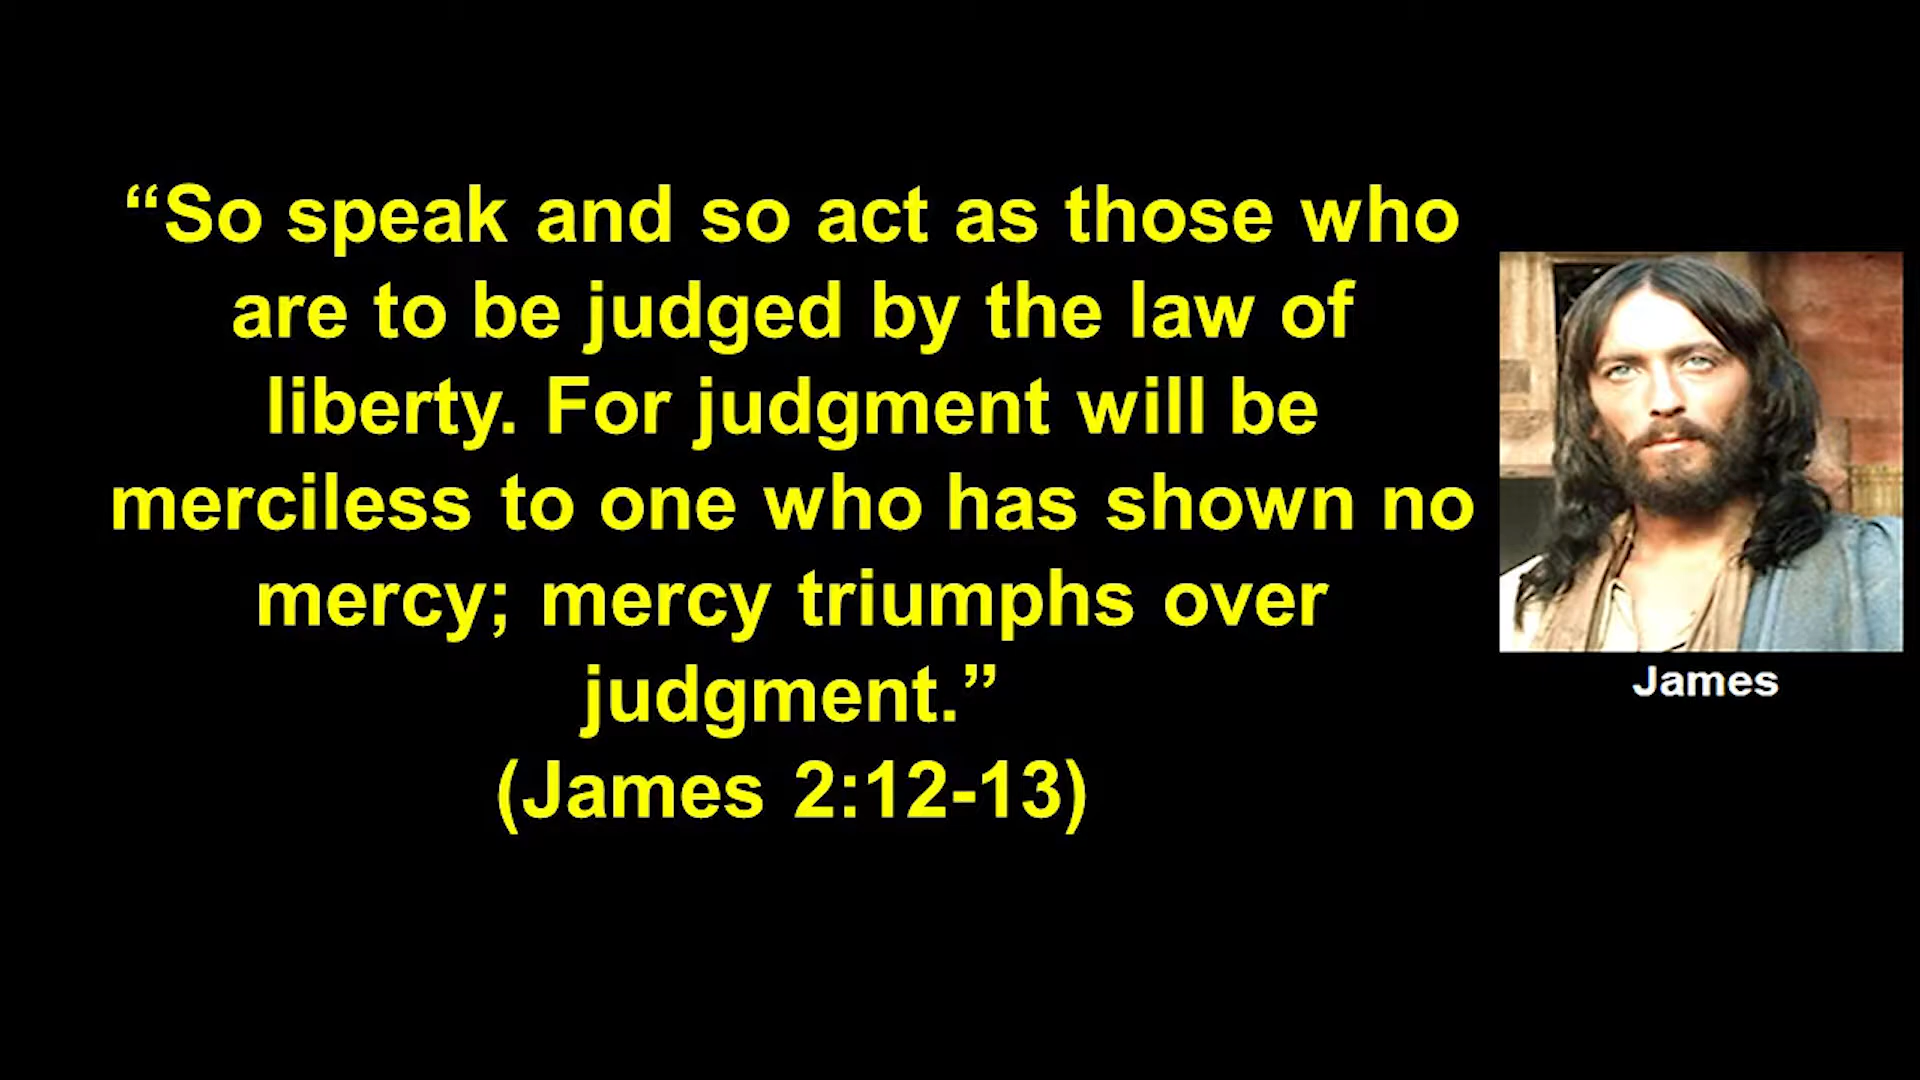 “So speak and so act as those who
are to be judged by the law of
liberty. For judgment will be
merciless to one who has shown no
mercy; mercy triumphs over
judgment.”
(James 2:12-13)
James